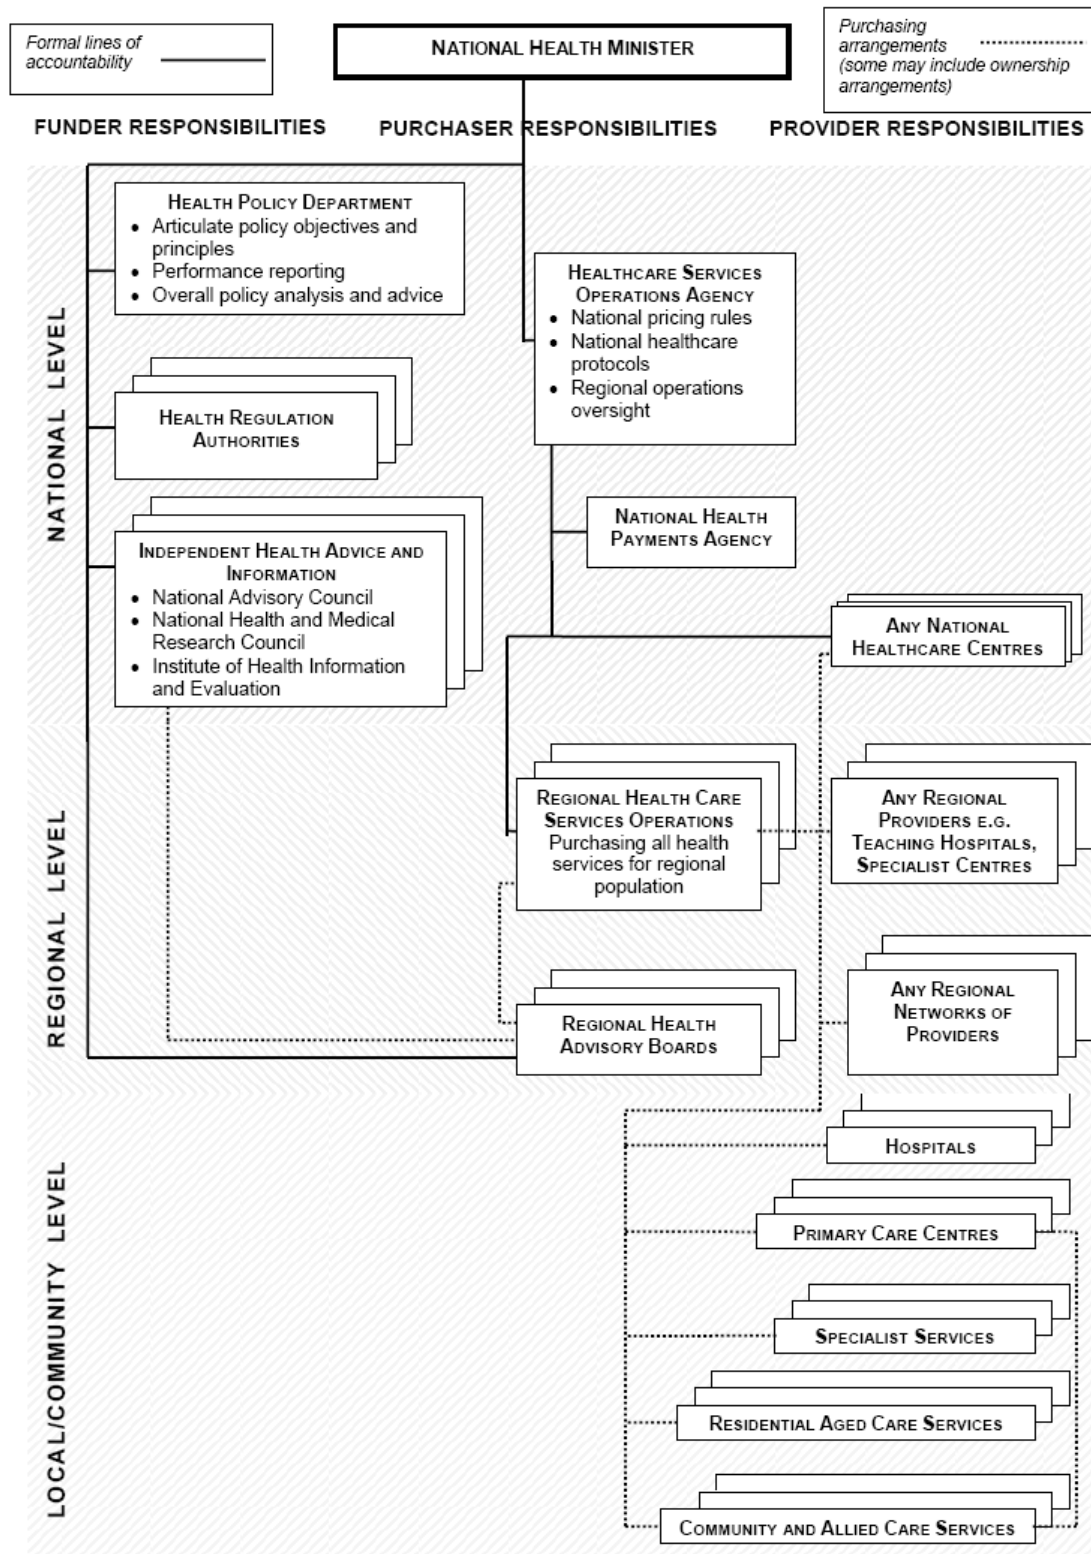 Formal lines of
accountability
NATIONAL HEALTH MINISTER
Purchasing
arrangements
(some may include ownership
arrangements)
FUNDER RESPONSIBILITIES
PURCHASER RESPONSIBILITIES
PROVIDER RESPONSIBILITIES
NATIONAL LEVEL
HEALTH POLICY DEPARTMENT
• Articulate policy objectives and
principles
• Performance reporting
• Overall policy analysis and advice
HEALTHCARE SERVICES
OPERATIONS AGENCY
• National pricing rules
• National healthcare
protocols
• Regional operations
oversight
HEALTH REGULATION
AUTHORITIES
NATIONAL HEALTH
PAYMENTS AGENCY
INDEPENDENT HEALTH ADVICE AND
INFORMATION
• National Advisory Council
• National Health and Medical
Research Council
• Institute of Health Information
and Evaluation
ANY NATIONAL
HEALTHCARE CENTRES
REGIONAL LEVEL
REGIONAL HEALTH CARE
SERVICES OPERATIONS
Purchasing all health
services for regional
population
ANY REGIONAL
PROVIDERS E.G.
TEACHING HOSPITALS,
SPECIALIST CENTRES
REGIONAL HEALTH
ADVISORY BOARDS
ANY REGIONAL
NETWORKS OF
PROVIDERS
LOCAL/COMMUNITY LEVEL
HOSPITALS
PRIMARY CARE CENTRES
SPECIALIST SERVICES
RESIDENTIAL AGED CARE SERVICES
COMMUNITY AND ALLIED CARE SERVICES